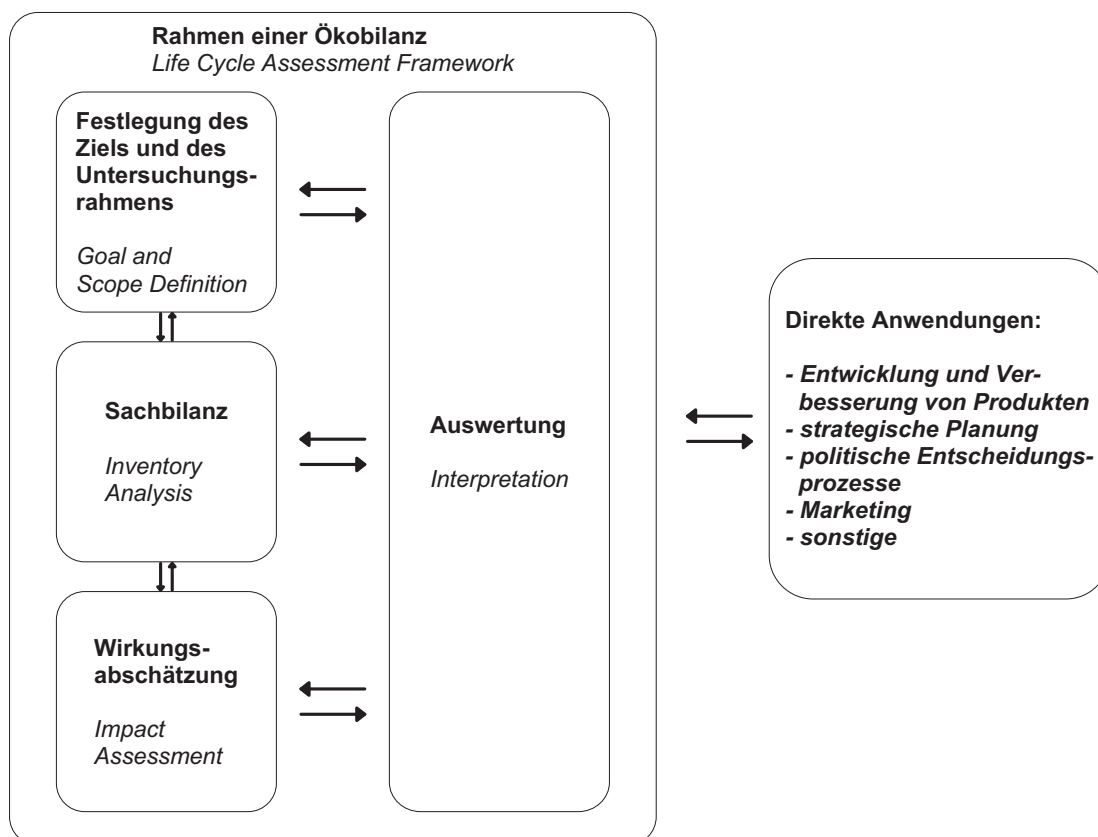 Rahmen einer Ökobilanz
Life Cycle Assessment Framework
Festlegung des
Ziels und des
Untersuchungs-
rahmens
Goal and
Scope Definition
Sachbilanz
Inventory
Analysis
Wirkungs-
abschätzung
Impact
Assessment
Auswertung
Interpretation
Direkte Anwendungen:
- Entwicklung und Ver-
besserung von Produkten
- strategische Planung
- politische Entscheidungs-
prozesse
- Marketing
- sonstige